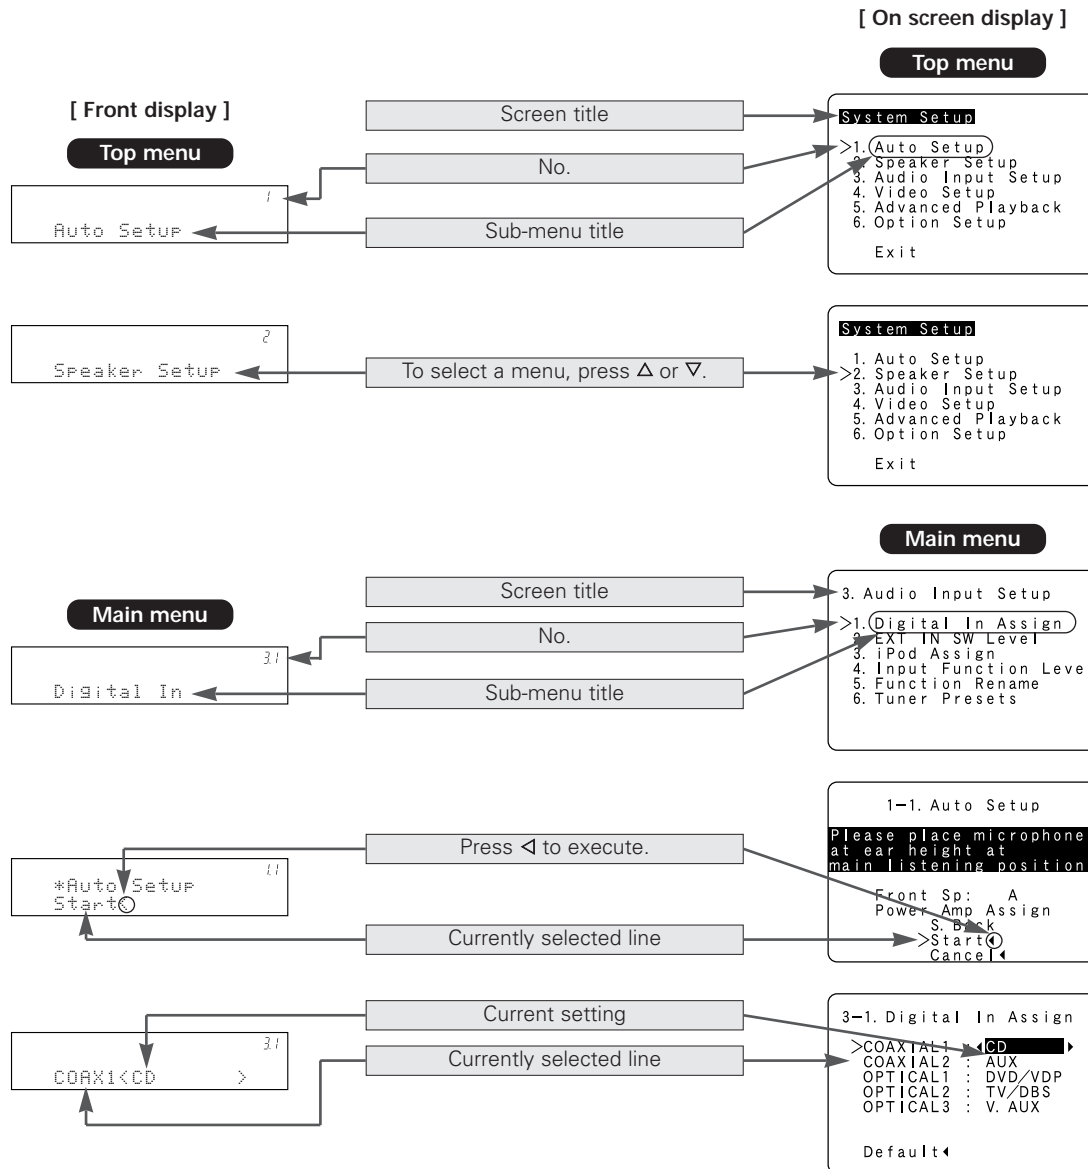 [ On screen display ]
Top menu
[ Front display ]
Top menu
1
Auto Setup
Screen title
No.
Sub-menu title
System Setup
>1. Auto Setup
2. Speaker Setup
3. Audio Input Setup
4. Video Setup
5. Advanced Playback
6. Option Setup
Exit
2
Speaker Setup
To select a menu, press △ or ▽.
System Setup
1. Auto Setup
>2. Speaker Setup
3. Audio Input Setup
4. Video Setup
5. Advanced Playback
6. Option Setup
Exit
Main menu
Main menu
3.1
Digital In
Screen title
No.
Sub-menu title
3. Audio Input Setup
>1. Digital In Assign
2. EXT IN SW Level
3. iPod Assign
4. Input Function Leve
5. Function Rename
6. Tuner Presets
1.1
*Auto Setup
Start<
Press ◁ to execute.
Currently selected line
1-1. Auto Setup
Please place microphone
at ear height at
main listening position
Front Sp: A
Power Amp Assign
S. Back
>Start◀
Cancel◀
3.1
COAX1<CD >
Current setting
Currently selected line
3-1. Digital In Assign
>COAXIAL1 :◀CD ▶
COAXIAL2 : AUX
OPTICAL1 : DVD/VDP
OPTICAL2 : TV/DBS
OPTICAL3 : V. AUX
Default◀